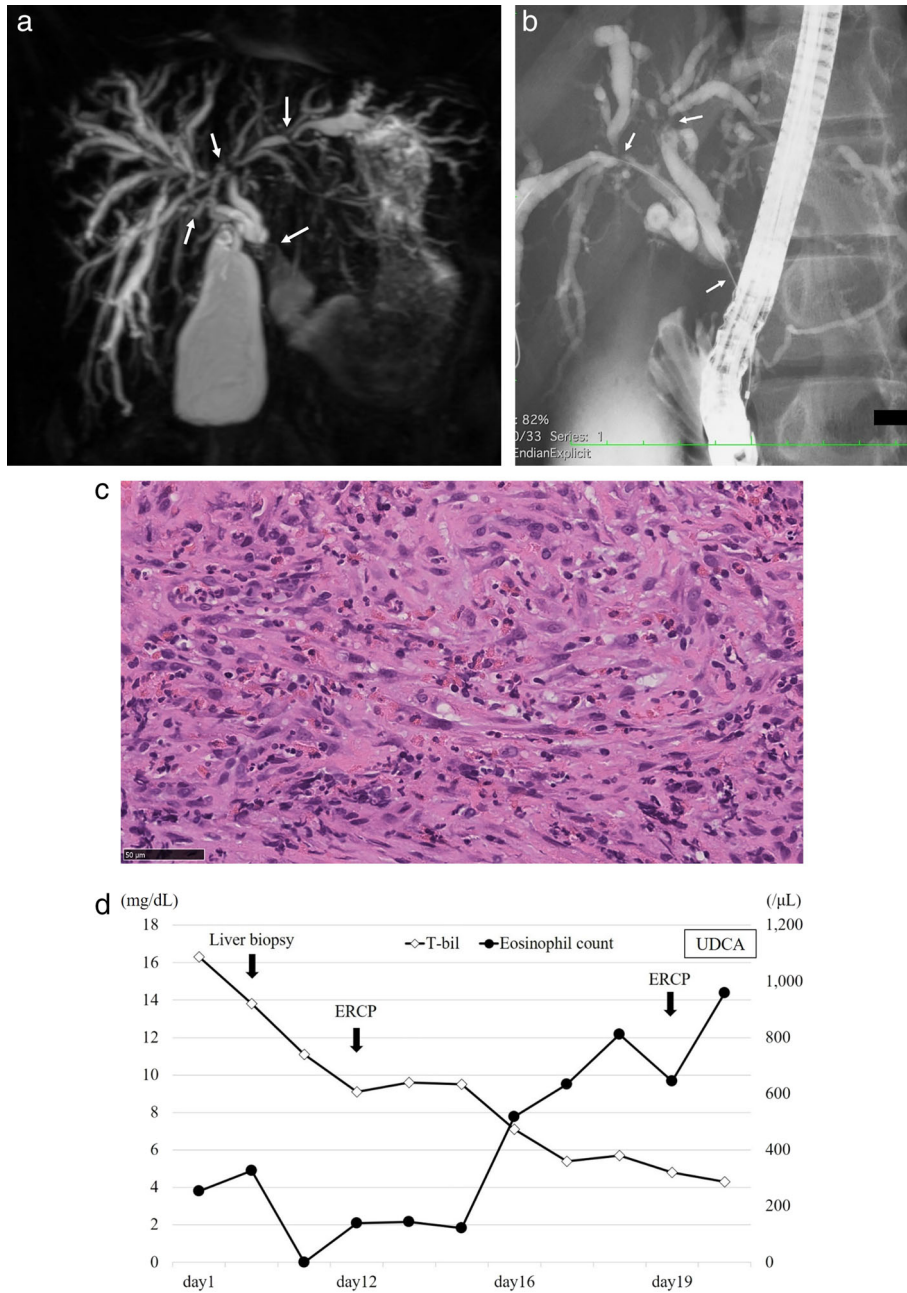 a
b
: 82%
0/33 Series: 1
EndianExplicit
c
50 μm
d
(mg/dL)
(/μL)
18
16
14
12
10
8
6
4
2
0
1,200
1,000
800
600
400
200
0
Liver biopsy
T-bil
Eosinophil count
UDCA
ERCP
ERCP
day1
day12
day16
day19